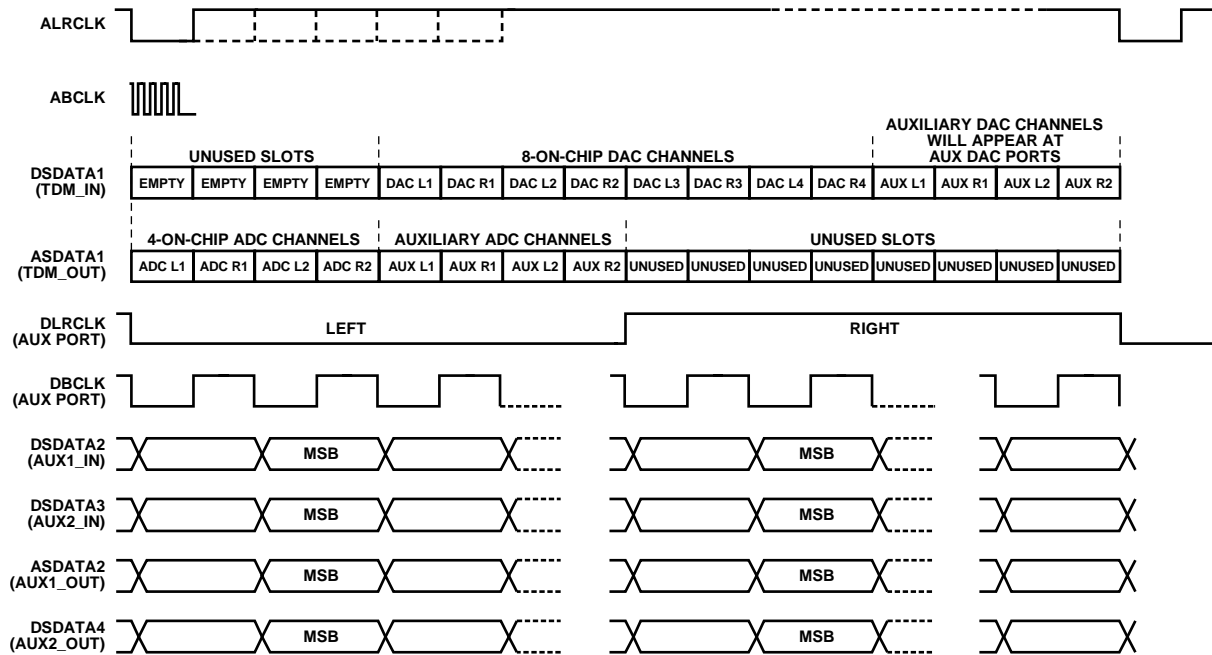 ALRCLK
ABCLK
AUXILIARY DAC CHANNELS
WILL APPEAR AT
AUX DAC PORTS
UNUSED SLOTS
8-ON-CHIP DAC CHANNELS
DSDATA1
(TDM_IN)
EMPTY EMPTY EMPTY EMPTY DAC L1 DAC R1 DAC L2 DAC R2 DAC L3 DAC R3 DAC L4 DAC R4 AUX L1 AUX R1 AUX L2 AUX R2
4-ON-CHIP ADC CHANNELS
AUXILIARY ADC CHANNELS
UNUSED SLOTS
ASDATA1
(TDM_OUT)
ADC L1 ADC R1 ADC L2 ADC R2 AUX L1 AUX R1 AUX L2 AUX R2 UNUSED UNUSED UNUSED UNUSED UNUSED UNUSED UNUSED UNUSED
DLRCLK
(AUX PORT)
LEFT
RIGHT
DBCLK
(AUX PORT)
DSDATA2
(AUX1_IN)
MSB
MSB
DSDATA3
(AUX2_IN)
MSB
MSB
ASDATA2
(AUX1_OUT)
MSB
MSB
DSDATA4
(AUX2_OUT)
MSB
MSB